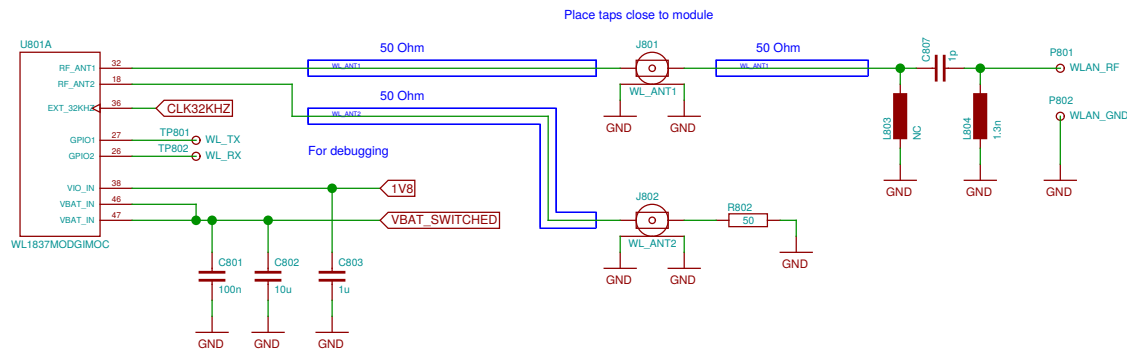 Place taps close to module
U801A
50 Ohm
J801
50 Ohm
C807
1p
P801
RF_ANT1
32
WL_ANT1
WL_ANT1
WLAN_RF
RF_ANT2
18
WL_ANT1
50 Ohm
P802
EXT_32KHZ
36
CLK32KHZ
WL_ANT2
GND
GND
L803
NC
L804
1.3n
WLAN_GND
TP801
GPIO1
27
WL_TX
TP802
GPIO2
26
WL_RX
For debugging
VIO_IN
38
1V8
GND
GND
GND
VBAT_IN
46
J802
R802
VBAT_IN
47
VBAT_SWITCHED
50
WL1837MODGIMOC
WL_ANT2
C801
C802
C803
GND
100n
10u
1u
GND
GND
GND
GND
GND